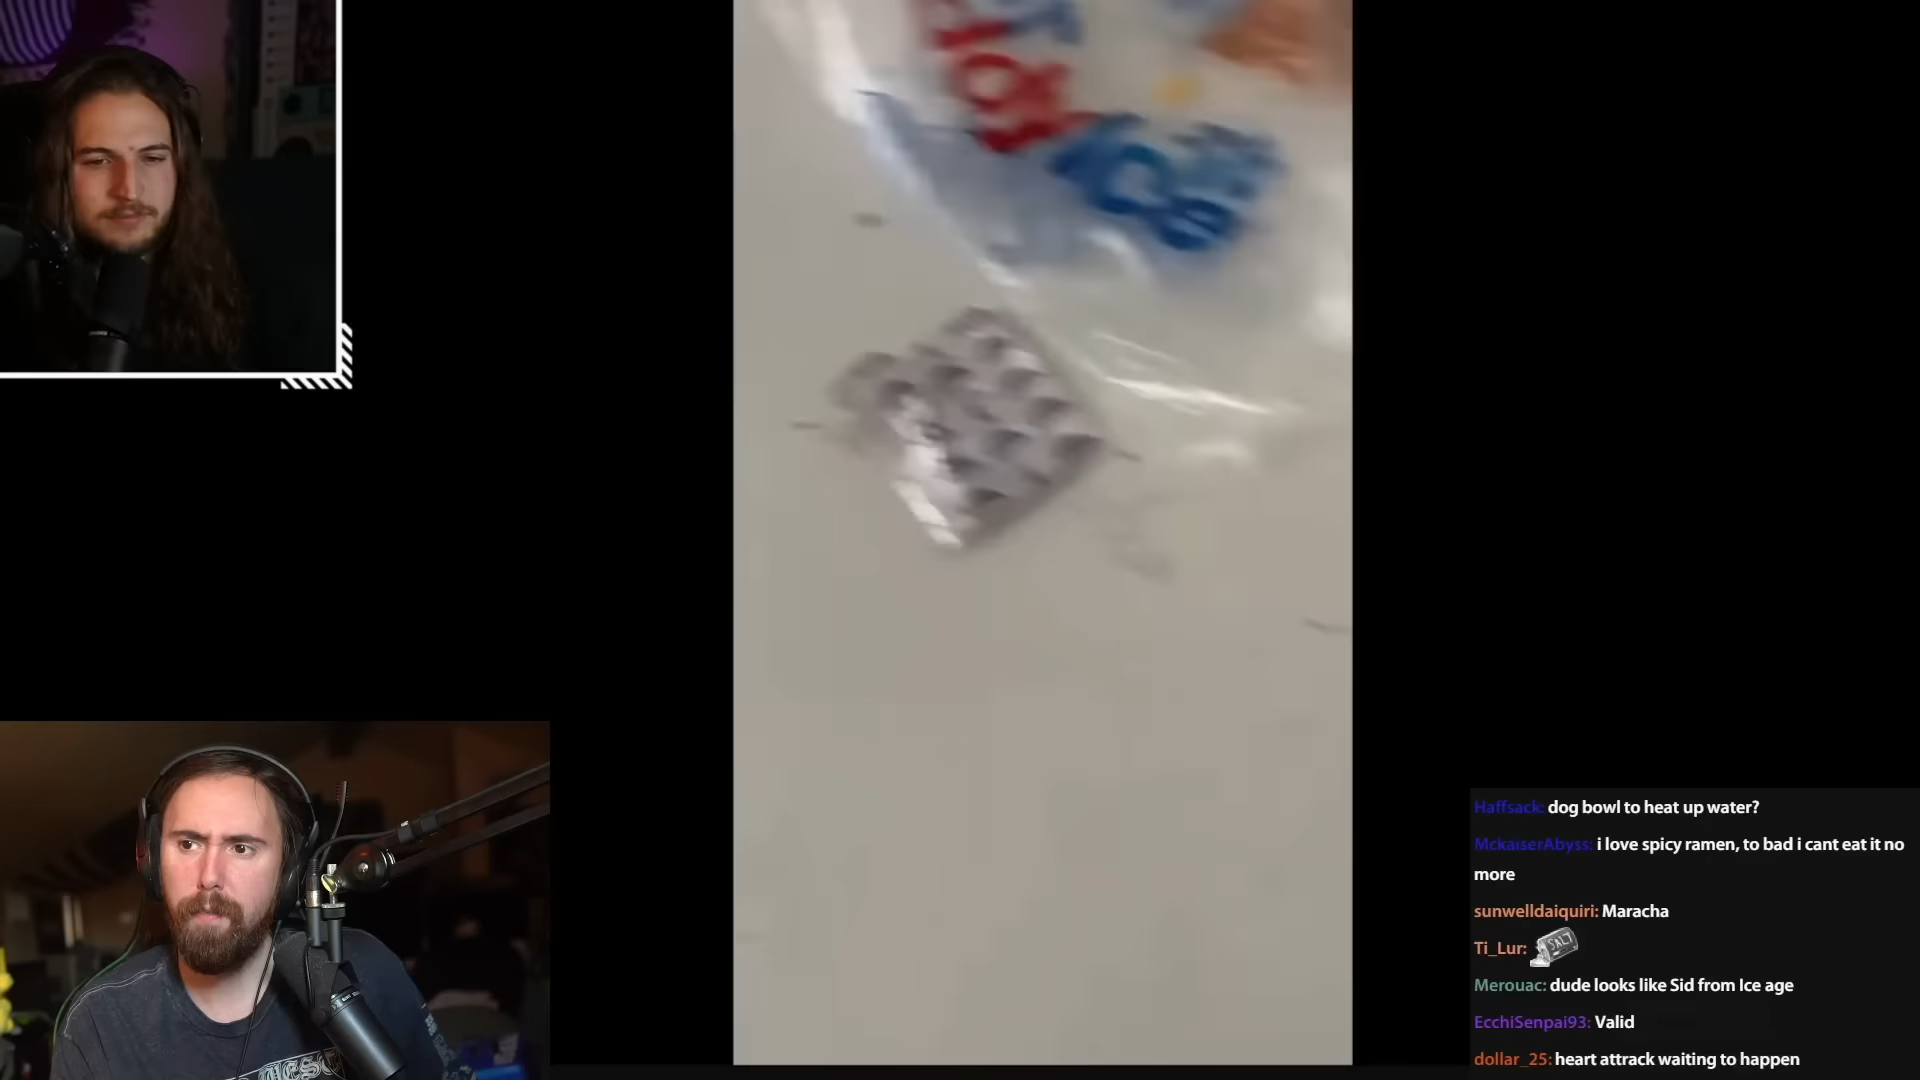 Haffsack: dog bowl to heat up water?
MckaiserAbyss: i love spicy ramen, to bad i cant eat it no
more
sunwelldaiquiri: Maracha
Ti_Lur:
SALT
Merouac: dude looks like Sid from Ice age
EcchiSenpai93: Valid
dollar_25: heart attrack waiting to happen